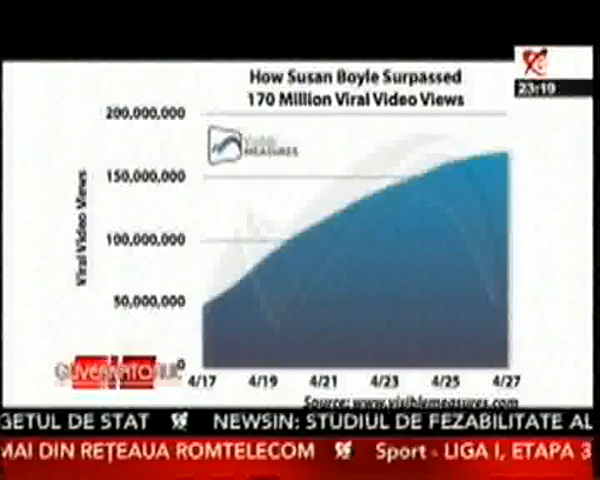 How Susan Boyle Surpassed
170 Million Viral Video Views
23:19
200,000,000
150,000,000
100,000,000
50,000,000
0
Viral Video Views
MEASURES
4/17 4/19 4/21 4/23 4/25 4/27
Source: www.visiblemeasures.com
GETUL DE STAT NEWSIN: STUDIUL DE FEZABILITATE AL
MAI DIN REȚEAUA ROMTELECOM Sport - LIGA I, ETAPA 3